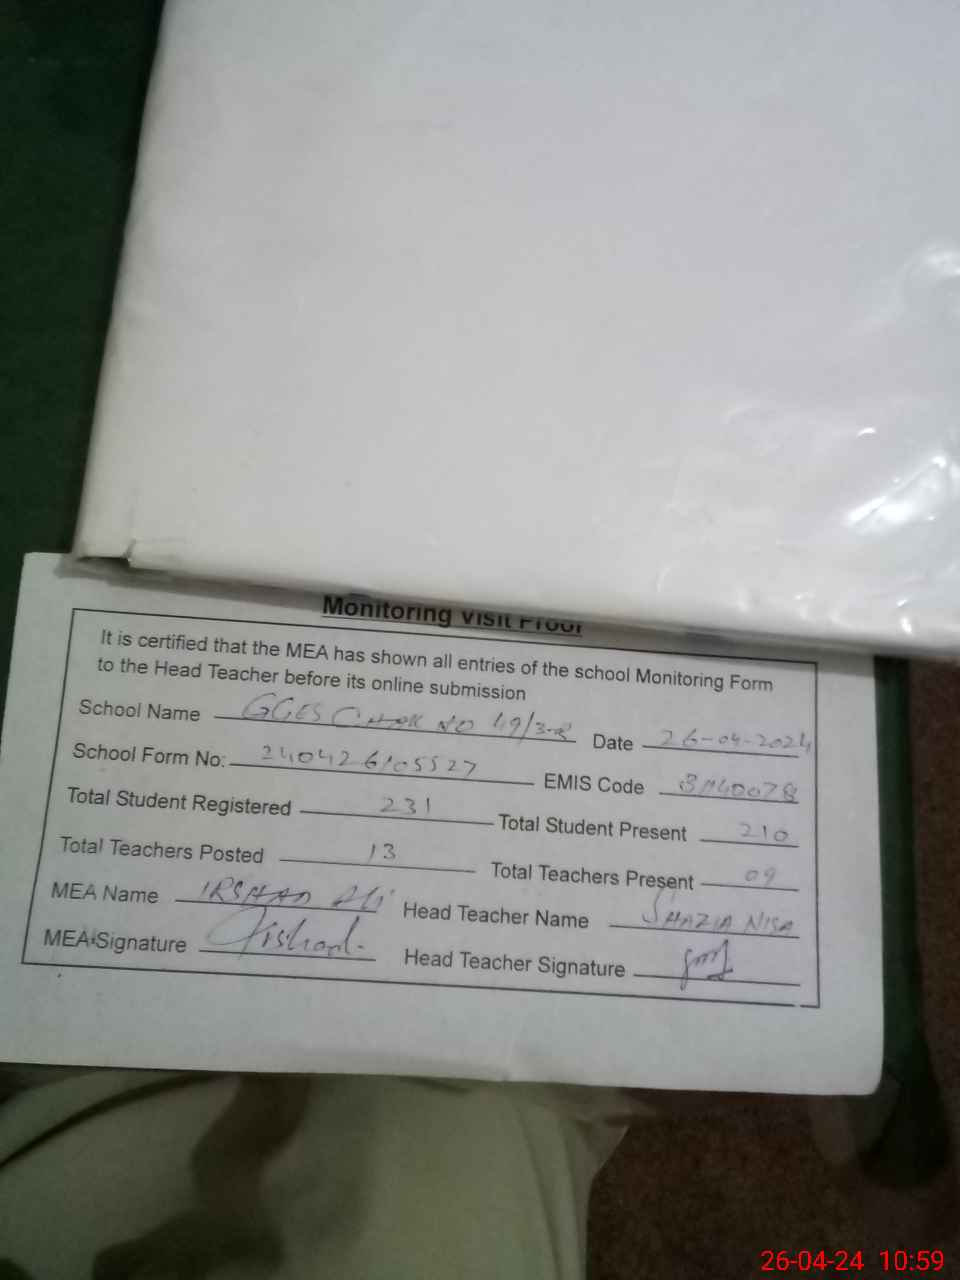 Monitoring Visit Proof
It is certified that the MEA has shown all entries of the school Monitoring Form
to the Head Teacher before its online submission
School Name GGES CHAK NO 49/3-R Date 26-04-2024
School Form No: 240426105527 EMIS Code
Total Student Registered 231 Total Student Present 210
Total Teachers Posted 13 Total Teachers Present 09
MEA Name IRSHAD Ali Head Teacher Name SHAZIA NISA
MEA Signature Irshad. Head Teacher Signature
26-04-24 10:59